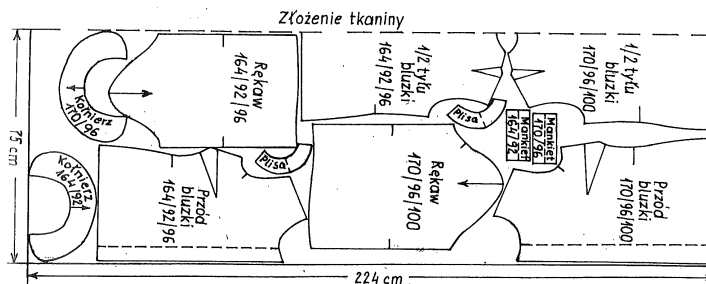 Złożenie tkaniny
75 cm
Kołnierz
170/96
Rękaw
164/92/96
1/2 tyłu
bluzki
164/92/96
1/2 tyłu
bluzki
170/96/100
Plisa
Mankiet
170/96
Mankiet
164/92
Kołnierz
164/92
Przód
bluzki
164/92/96
Plisa
Rękaw
170/96/100
Przód
bluzki
170/96/100
224 cm